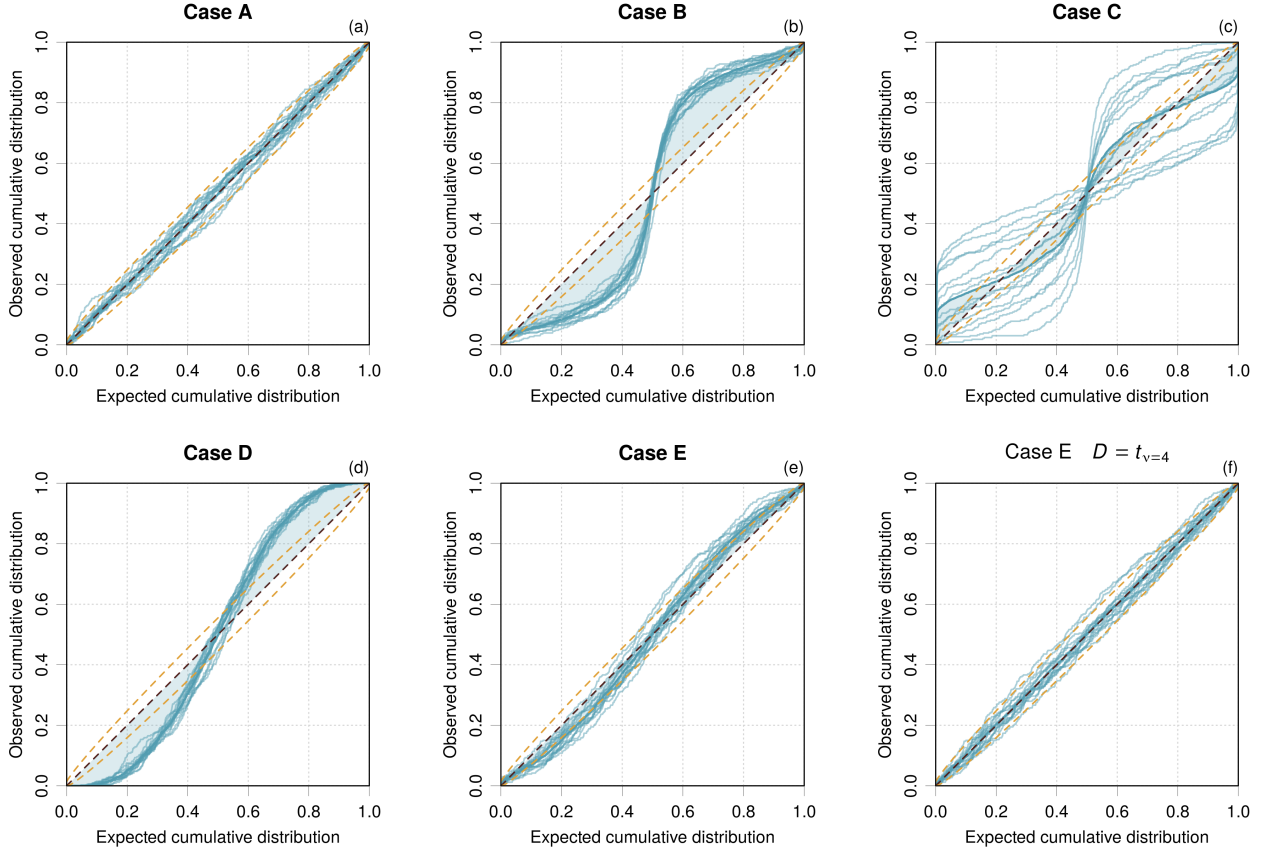 Case A
(a)
Observed cumulative distribution
1.0
0.8
0.6
0.4
0.2
0.0
0.0 0.2 0.4 0.6 0.8 1.0
Expected cumulative distribution
Case B
(b)
Observed cumulative distribution
1.0
0.8
0.6
0.4
0.2
0.0
0.0 0.2 0.4 0.6 0.8 1.0
Expected cumulative distribution
Case C
(c)
Observed cumulative distribution
1.0
0.8
0.6
0.4
0.2
0.0
0.0 0.2 0.4 0.6 0.8 1.0
Expected cumulative distribution
Case D
(d)
Observed cumulative distribution
1.0
0.8
0.6
0.4
0.2
0.0
0.0 0.2 0.4 0.6 0.8 1.0
Expected cumulative distribution
Case E
(e)
Observed cumulative distribution
1.0
0.8
0.6
0.4
0.2
0.0
0.0 0.2 0.4 0.6 0.8 1.0
Expected cumulative distribution
Case E D = tν=4
(f)
Observed cumulative distribution
1.0
0.8
0.6
0.4
0.2
0.0
0.0 0.2 0.4 0.6 0.8 1.0
Expected cumulative distribution